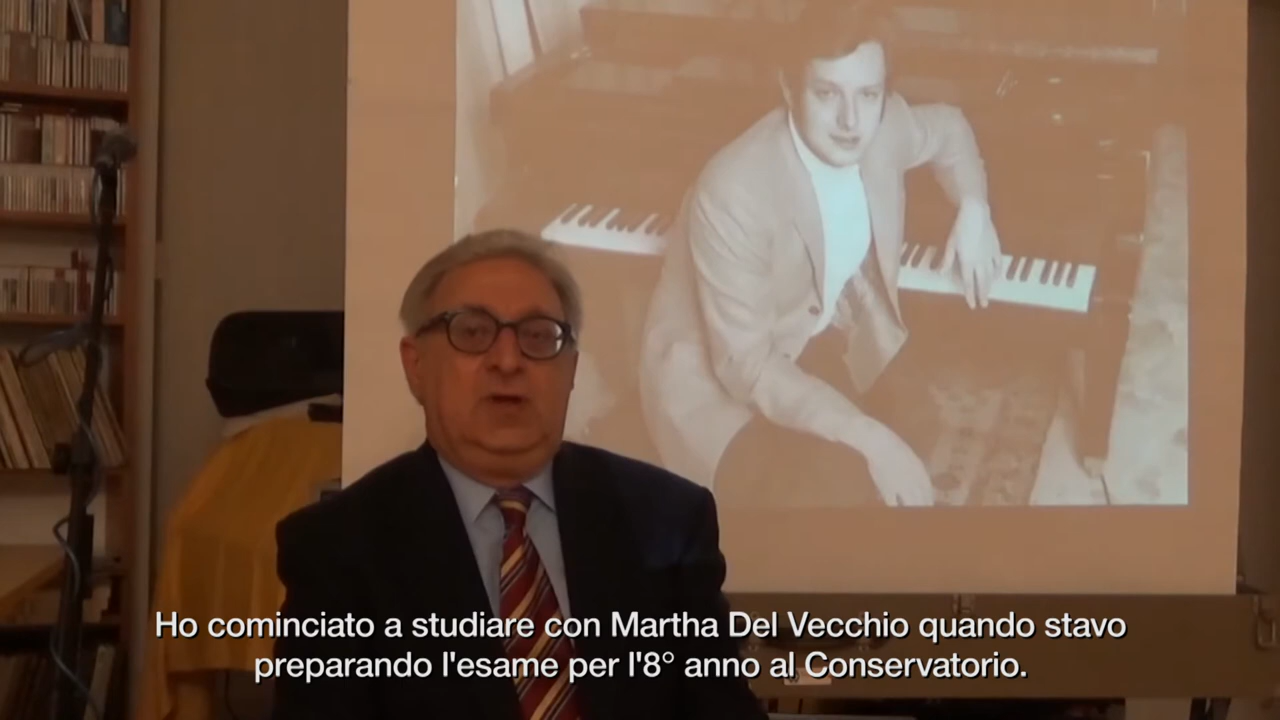 Ho cominciato a studiare con Martha Del Vecchio quando stavo
preparando l'esame per l'8° anno al Conservatorio.